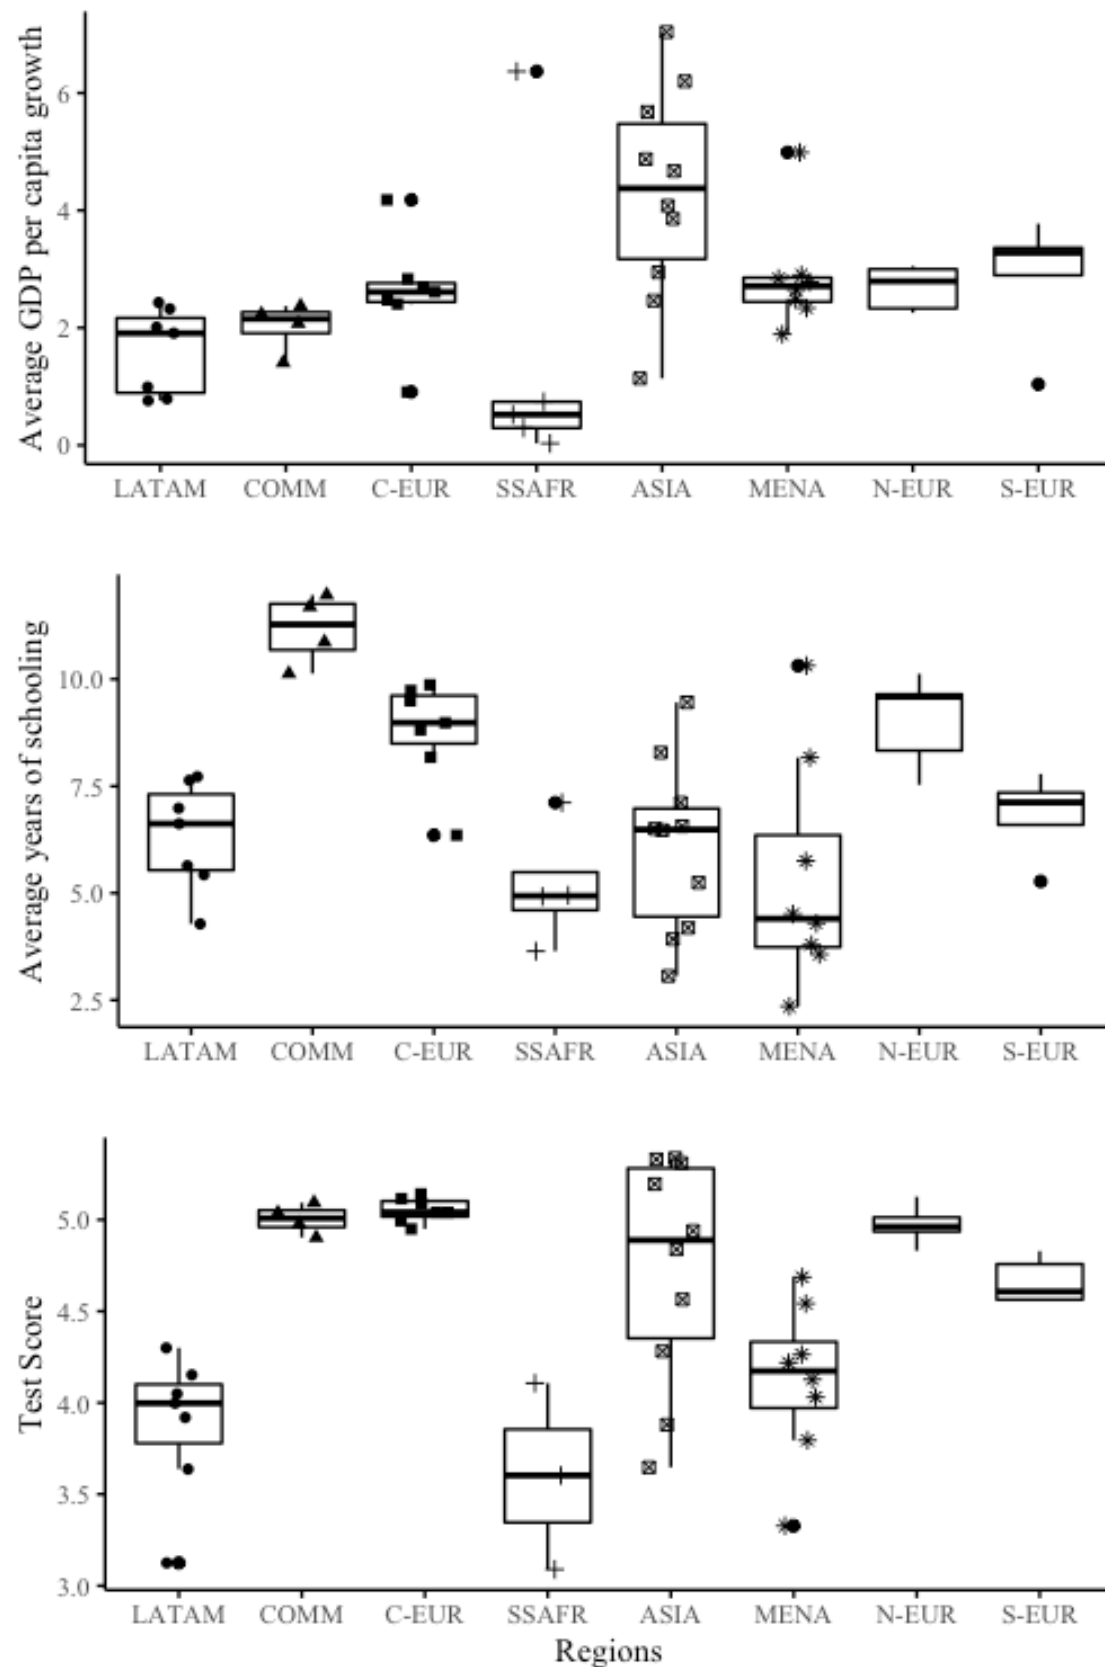 Average GDP per capita growth
6
4
2
0
LATAM COMM C-EUR SSAFR ASIA MENA N-EUR S-EUR
Average years of schooling
10.0
7.5
5.0
2.5
LATAM COMM C-EUR SSAFR ASIA MENA N-EUR S-EUR
Test Score
5.0
4.5
4.0
3.5
3.0
LATAM COMM C-EUR SSAFR ASIA MENA N-EUR S-EUR
Regions